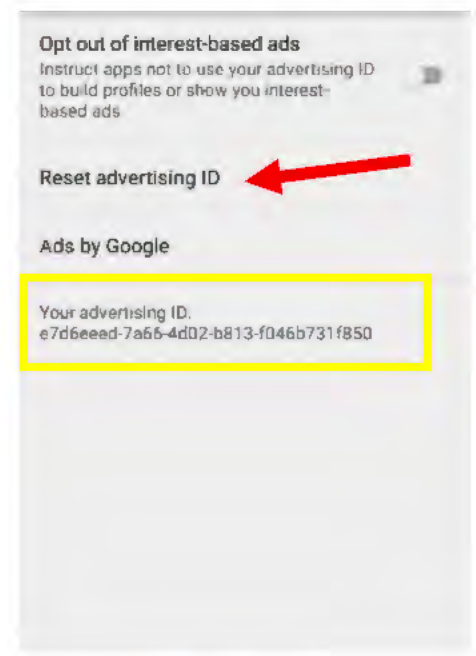 Opt out of interest-based ads
Instruct apps not to use your advertising ID
to build profiles or show you interest-
based ads
Reset advertising ID
Ads by Google
Your advertising ID.
e7d6eeed-7a66-4d02-b813-f046b731f850